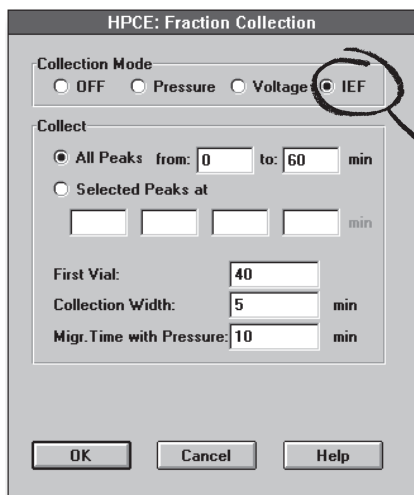 HPCE: Fraction Collection
Collection Mode
OFF Pressure Voltage IEF
Collect
All Peaks from: 0 to: 60 min
Selected Peaks at
min
First Vial: 40
Collection Width: 5 min
Migr.Time with Pressure: 10 min
OK Cancel Help